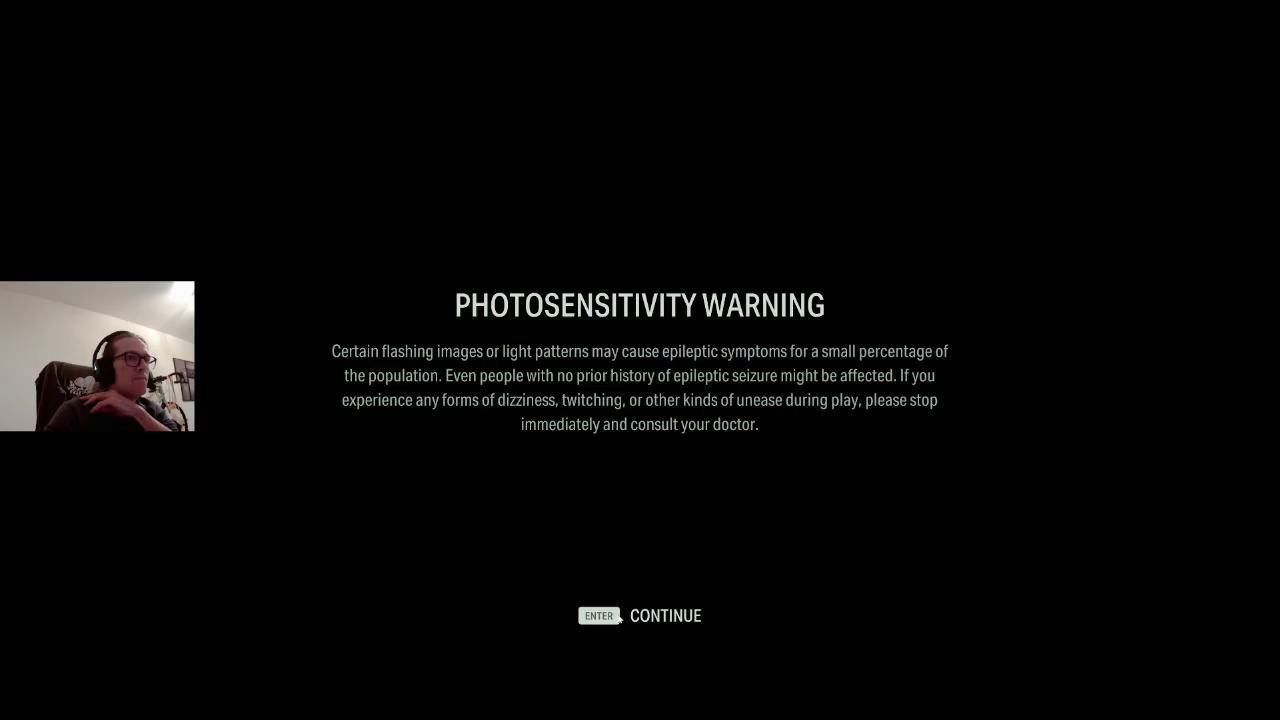 PHOTOSENSITIVITY WARNING
Certain flashing images or light patterns may cause epileptic symptoms for a small percentage of
the population. Even people with no prior history of epileptic seizure might be affected. If you
experience any forms of dizziness, twitching, or other kinds of unease during play, please stop
immediately and consult your doctor.
ENTER CONTINUE